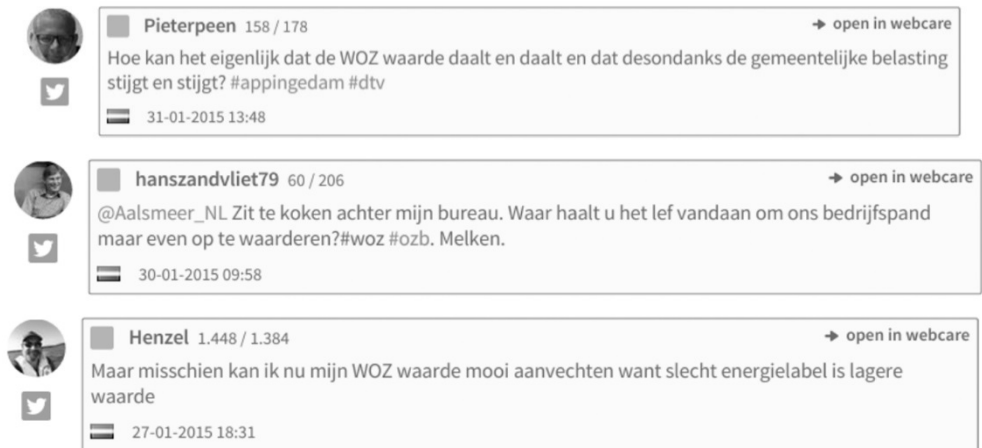 Pieterpeen 158 / 178 → open in webcare
Hoe kan het eigenlijk dat de WOZ waarde daalt en daalt en dat desondanks de gemeentelijke belasting
stijgt en stijgt? #appingedam #dtv
31-01-2015 13:48
hanszandvliet79 60 / 206 → open in webcare
@Aalsmeer_NL Zit te koken achter mijn bureau. Waar haalt u het lef vandaan om ons bedrijfspand
maar even op te waarderen?#woz #ozb. Melken.
30-01-2015 09:58
Henzel 1.448 / 1.384 → open in webcare
Maar misschien kan ik nu mijn WOZ waarde mooi aanvechten want slecht energielabel is lagere
waarde
27-01-2015 18:31